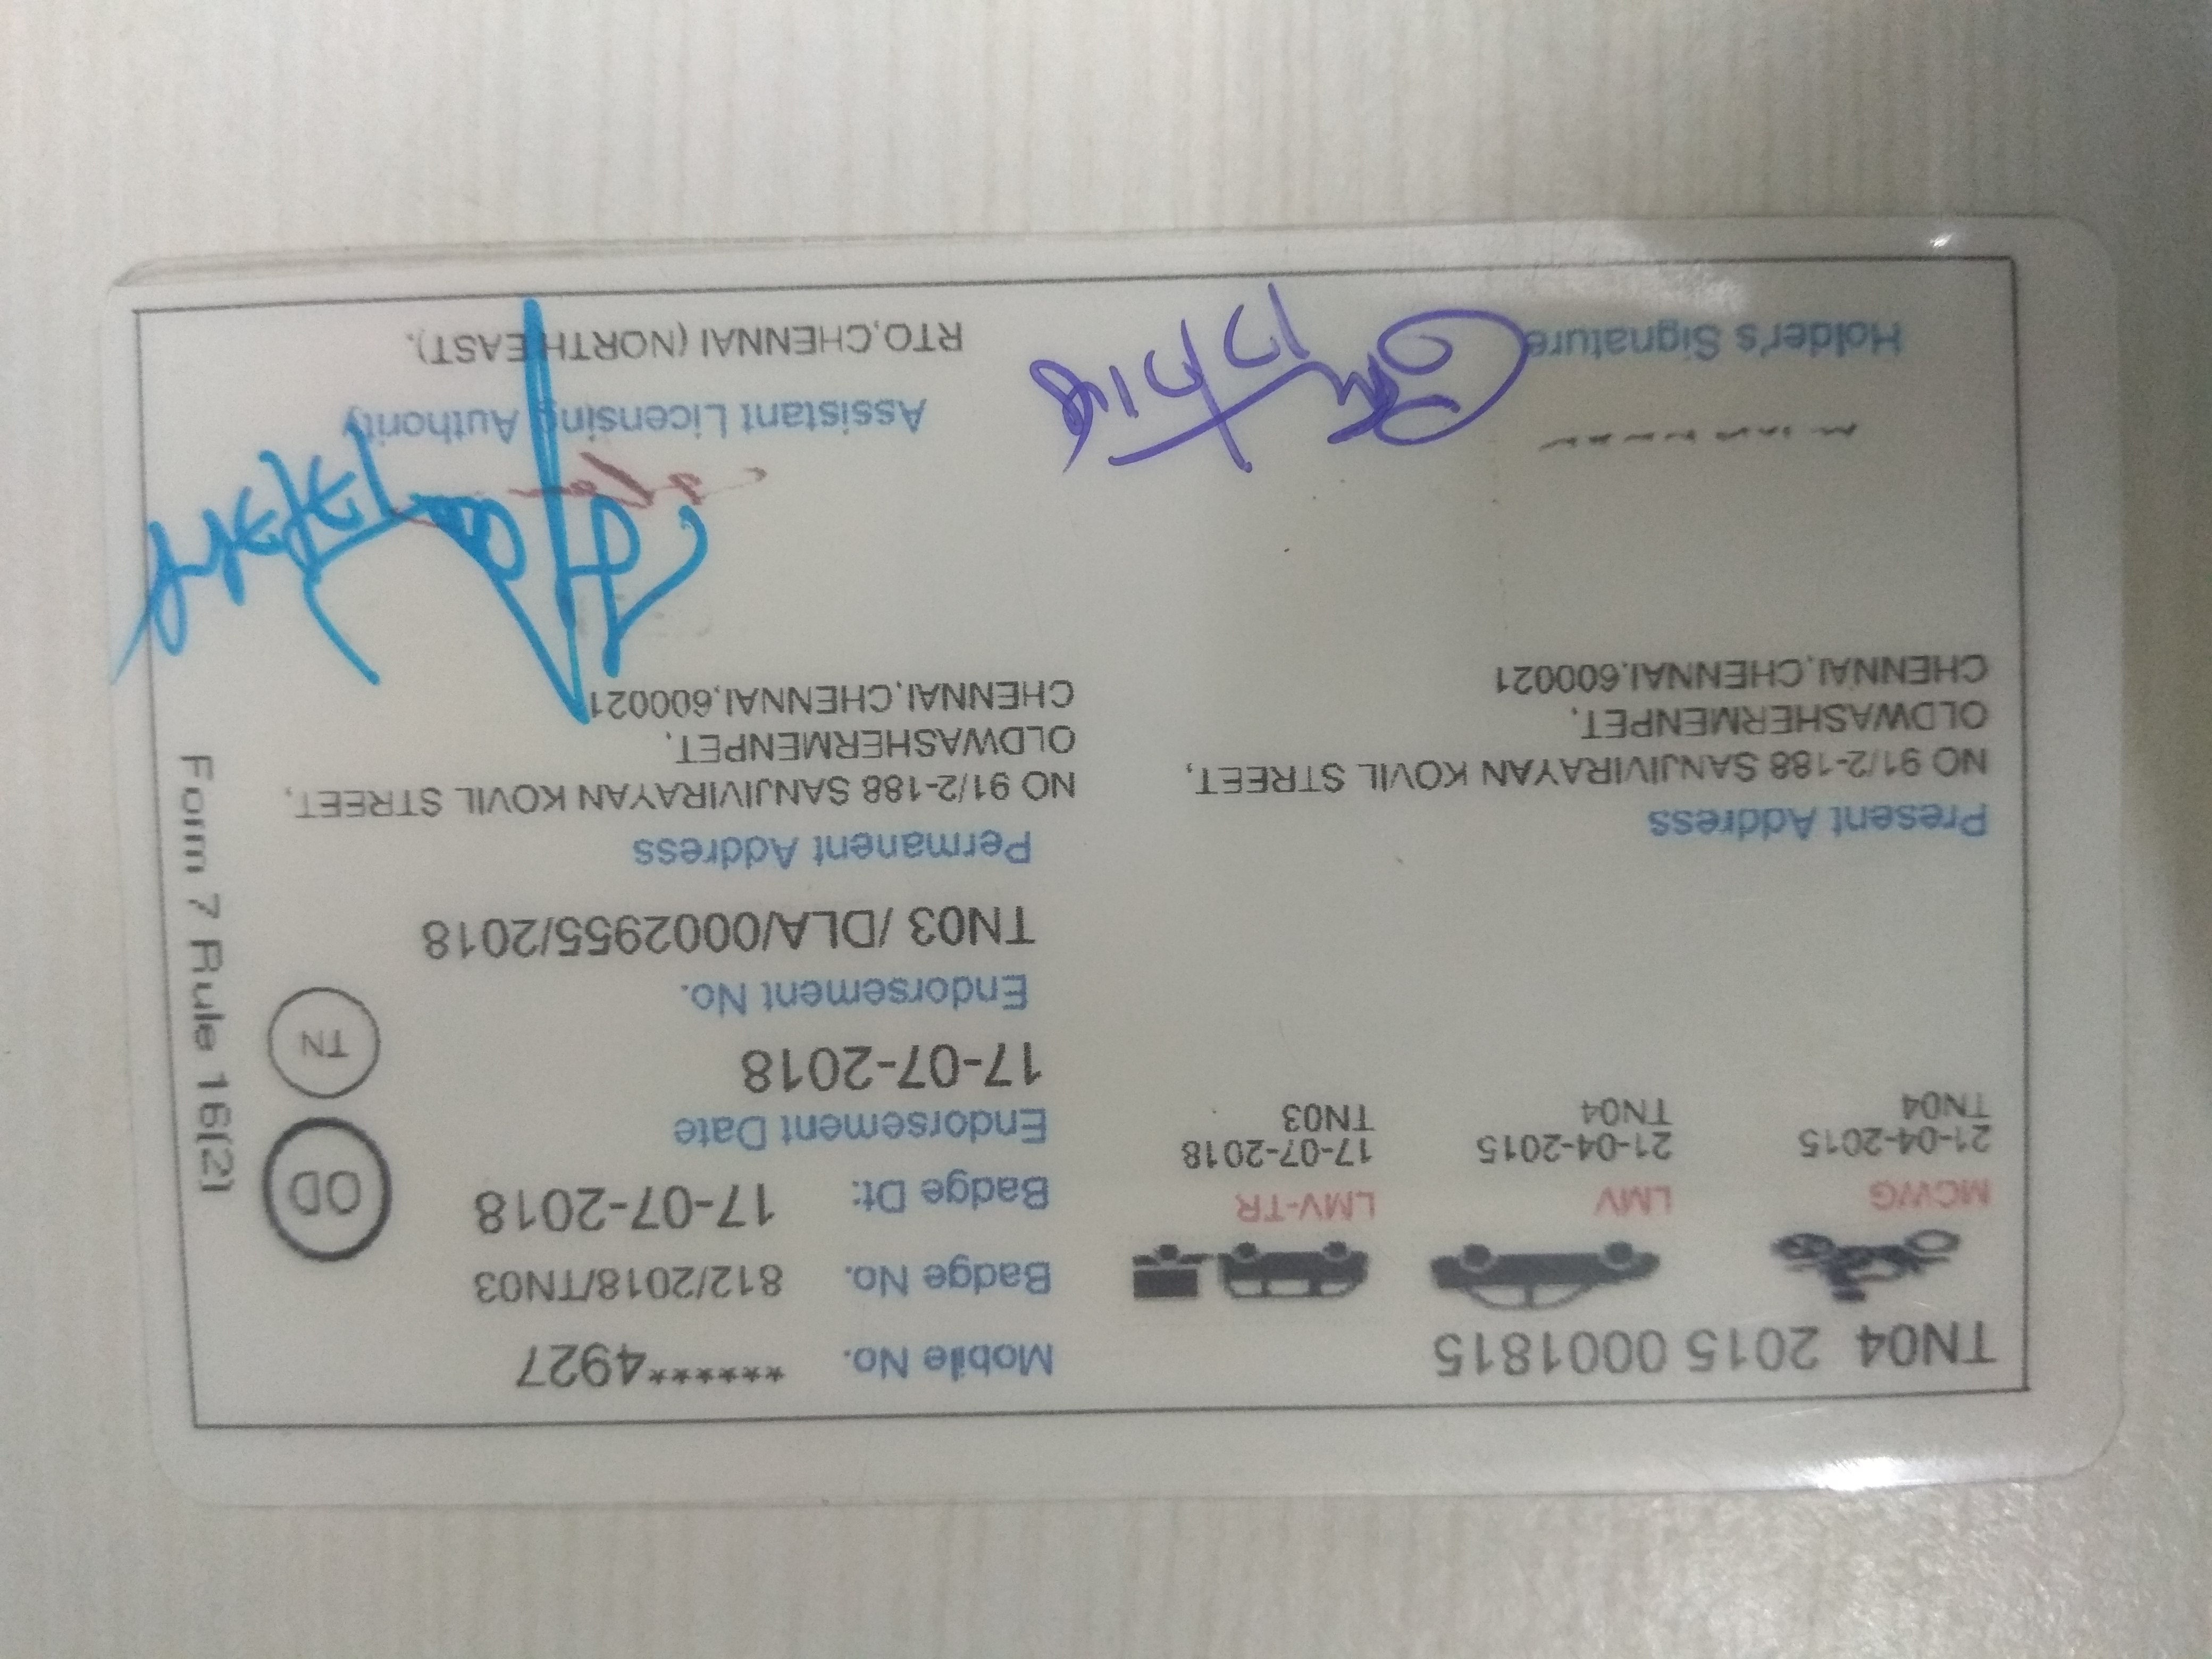 TN04 2015 0001815
MCWG LMV LMV-TR
21-04-2015 21-04-2015 17-07-2018
TN04 TN04 TN03
Mobile No. ******4927
Badge No. 812/2018/TN03
Badge Dt: 17-07-2018
Endorsement Date
17-07-2018
Endorsement No.
TN03 /DLA/0002955/2018
OD
TN
Form 7 Rule 16(2)
Present Address
NO 91/2-188 SANJIVIRAYAN KOVIL STREET,
OLDWASHERMENPET,
CHENNAI,CHENNAI,600021
Permanent Address
NO 91/2-188 SANJIVIRAYAN KOVIL STREET,
OLDWASHERMENPET,
CHENNAI,CHENNAI,600021
Holder's Signature
Assistant Licensing Authority
RTO,CHENNAI (NORTH EAST).